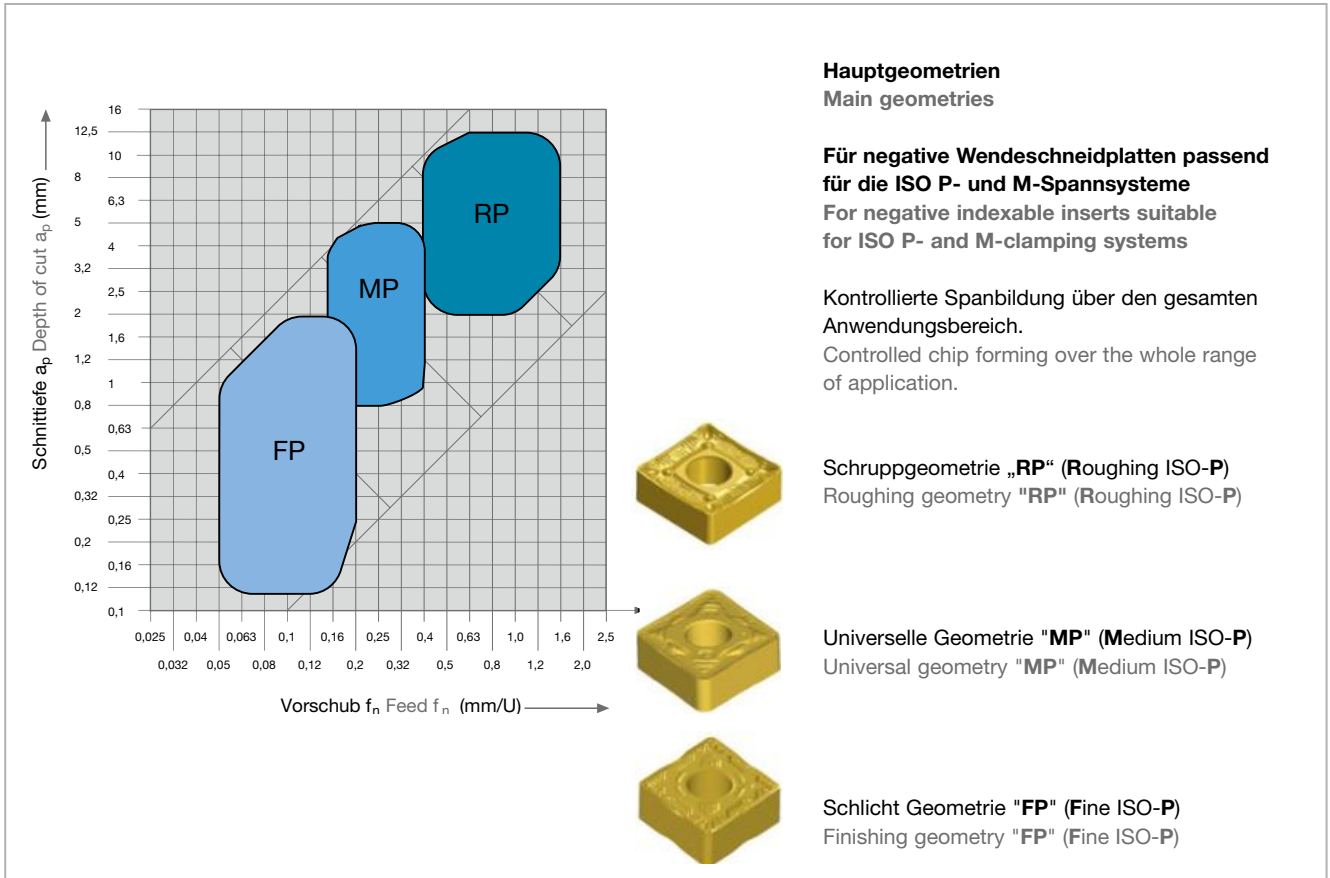 Hauptgeometrien
Main geometries
Für negative Wendeschneidplatten passend
für die ISO P- und M-Spannsysteme
For negative indexable inserts suitable
for ISO P- and M-clamping systems
Kontrollierte Spanbildung über den gesamten
Anwendungsbereich.
Controlled chip forming over the whole range
of application.
Schnittiefe ap Depth of cut ap (mm)
16
12,5
10
8
6,3
5
4
3,2
2,5
2
1,6
1,2
1
0,8
0,63
0,5
0,4
0,32
0,25
0,2
0,16
0,12
0,1
RP
MP
FP
0,025 0,04 0,063 0,1 0,16 0,25 0,4 0,63 1,0 1,6 2,5
0,032 0,05 0,08 0,12 0,2 0,32 0,5 0,8 1,2 2,0
Vorschub fn Feed fn (mm/U)
Schruppgeometrie „RP“ (Roughing ISO-P)
Roughing geometry "RP" (Roughing ISO-P)
Universelle Geometrie "MP" (Medium ISO-P)
Universal geometry "MP" (Medium ISO-P)
Schlicht Geometrie "FP" (Fine ISO-P)
Finishing geometry "FP" (Fine ISO-P)